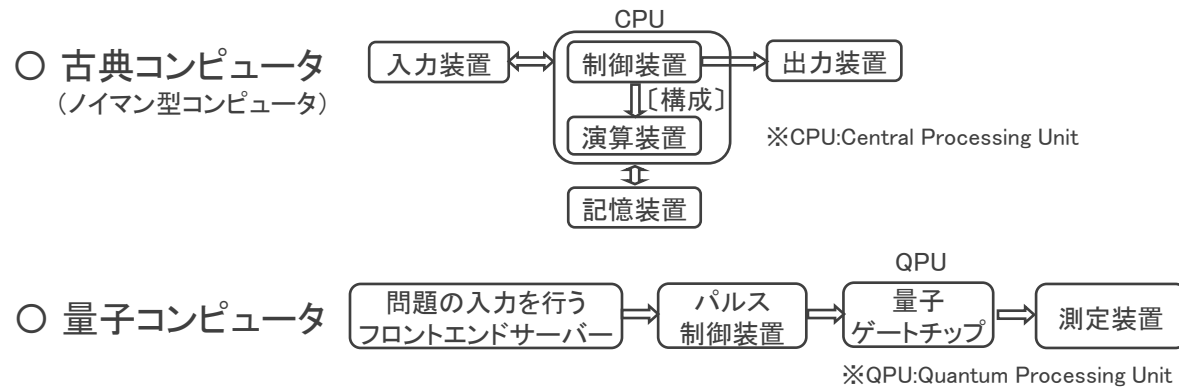 CPU
○ 古典コンピュータ
(ノイマン型コンピュータ)
入力装置
制御装置
出力装置
〔構成〕
演算装置
※CPU:Central Processing Unit
記憶装置
QPU
○ 量子コンピュータ
問題の入力を行う
フロントエンドサーバー
パルス
制御装置
量子
ゲートチップ
測定装置
※QPU:Quantum Processing Unit